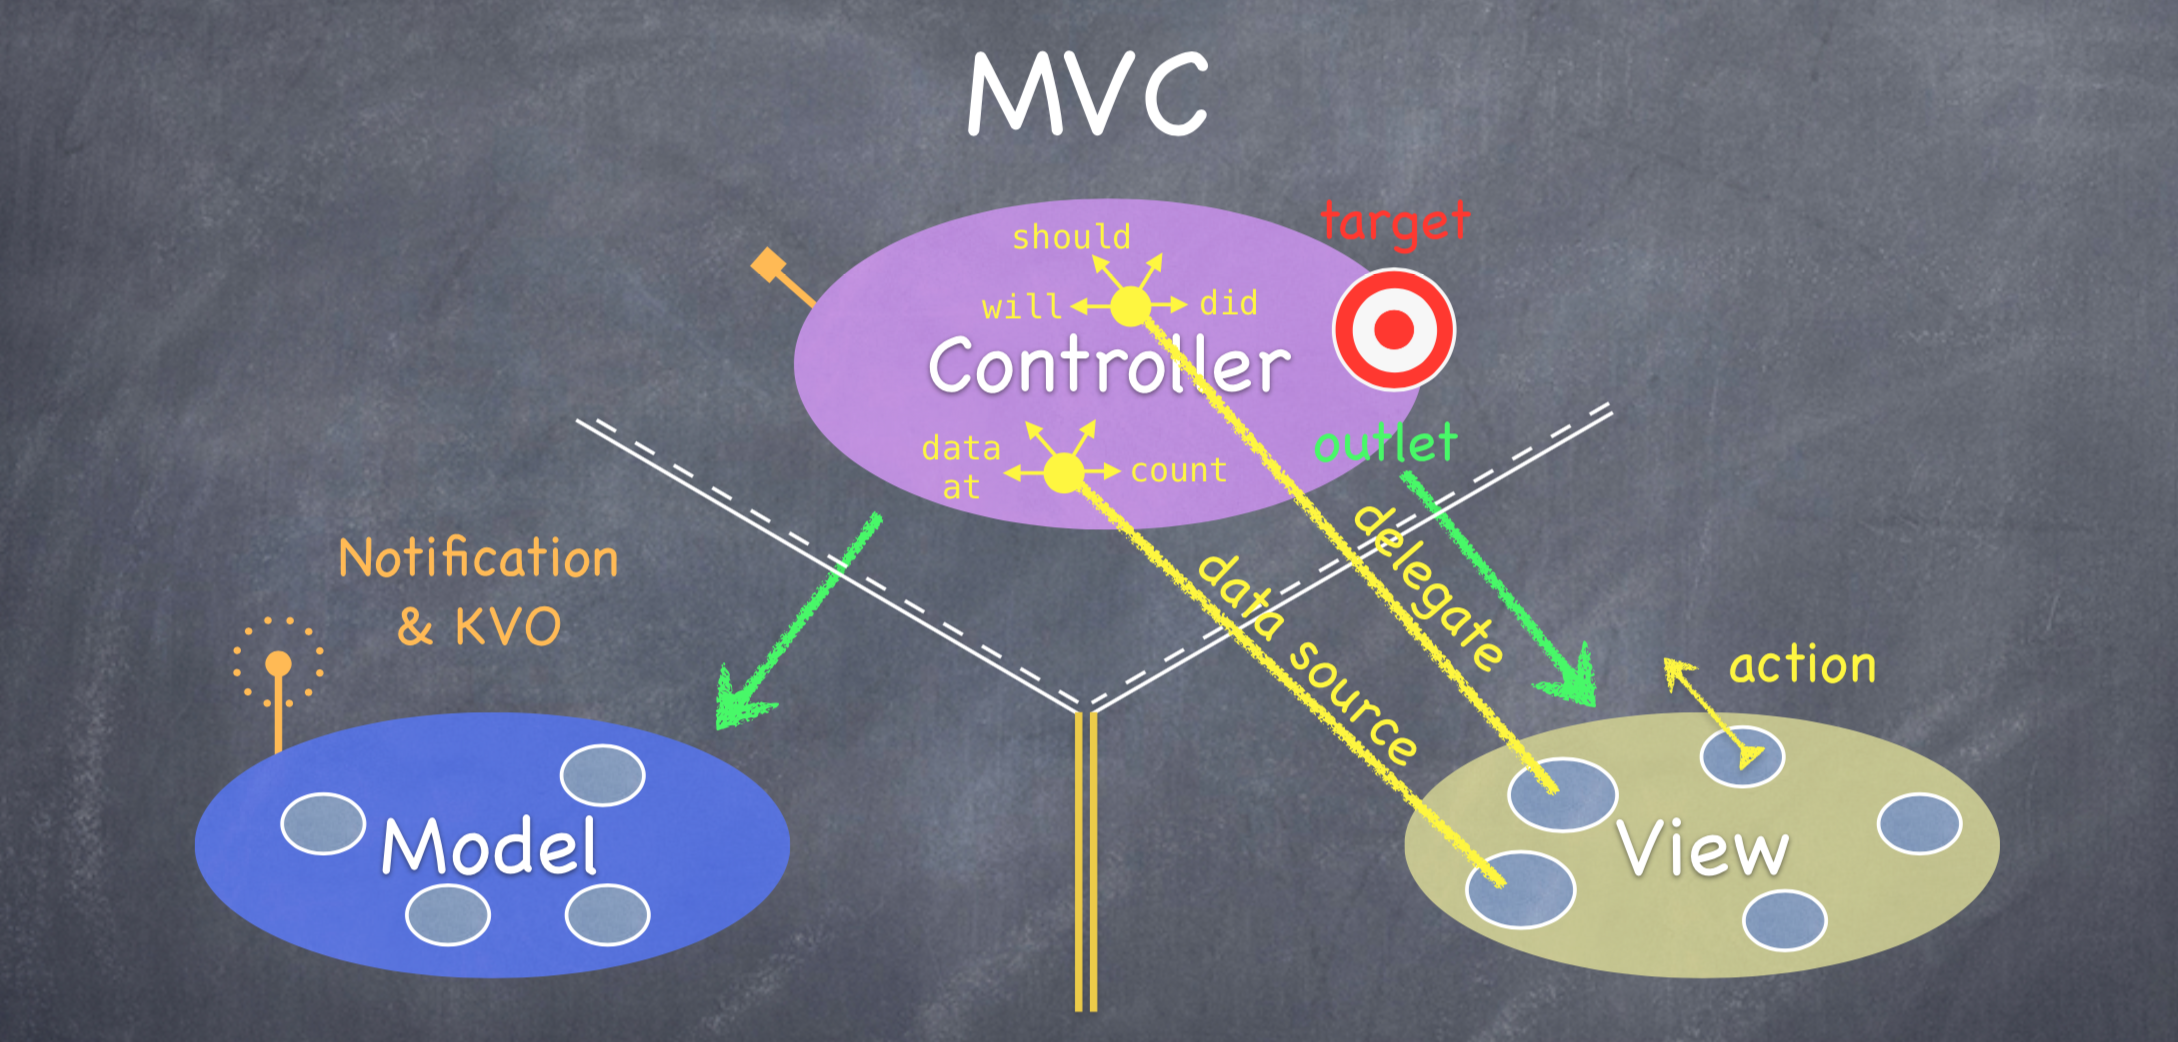 MVC
should
target
will
did
Controller
data
at
count
outlet
delegate
data source
Notification
& KVO
action
Model
View